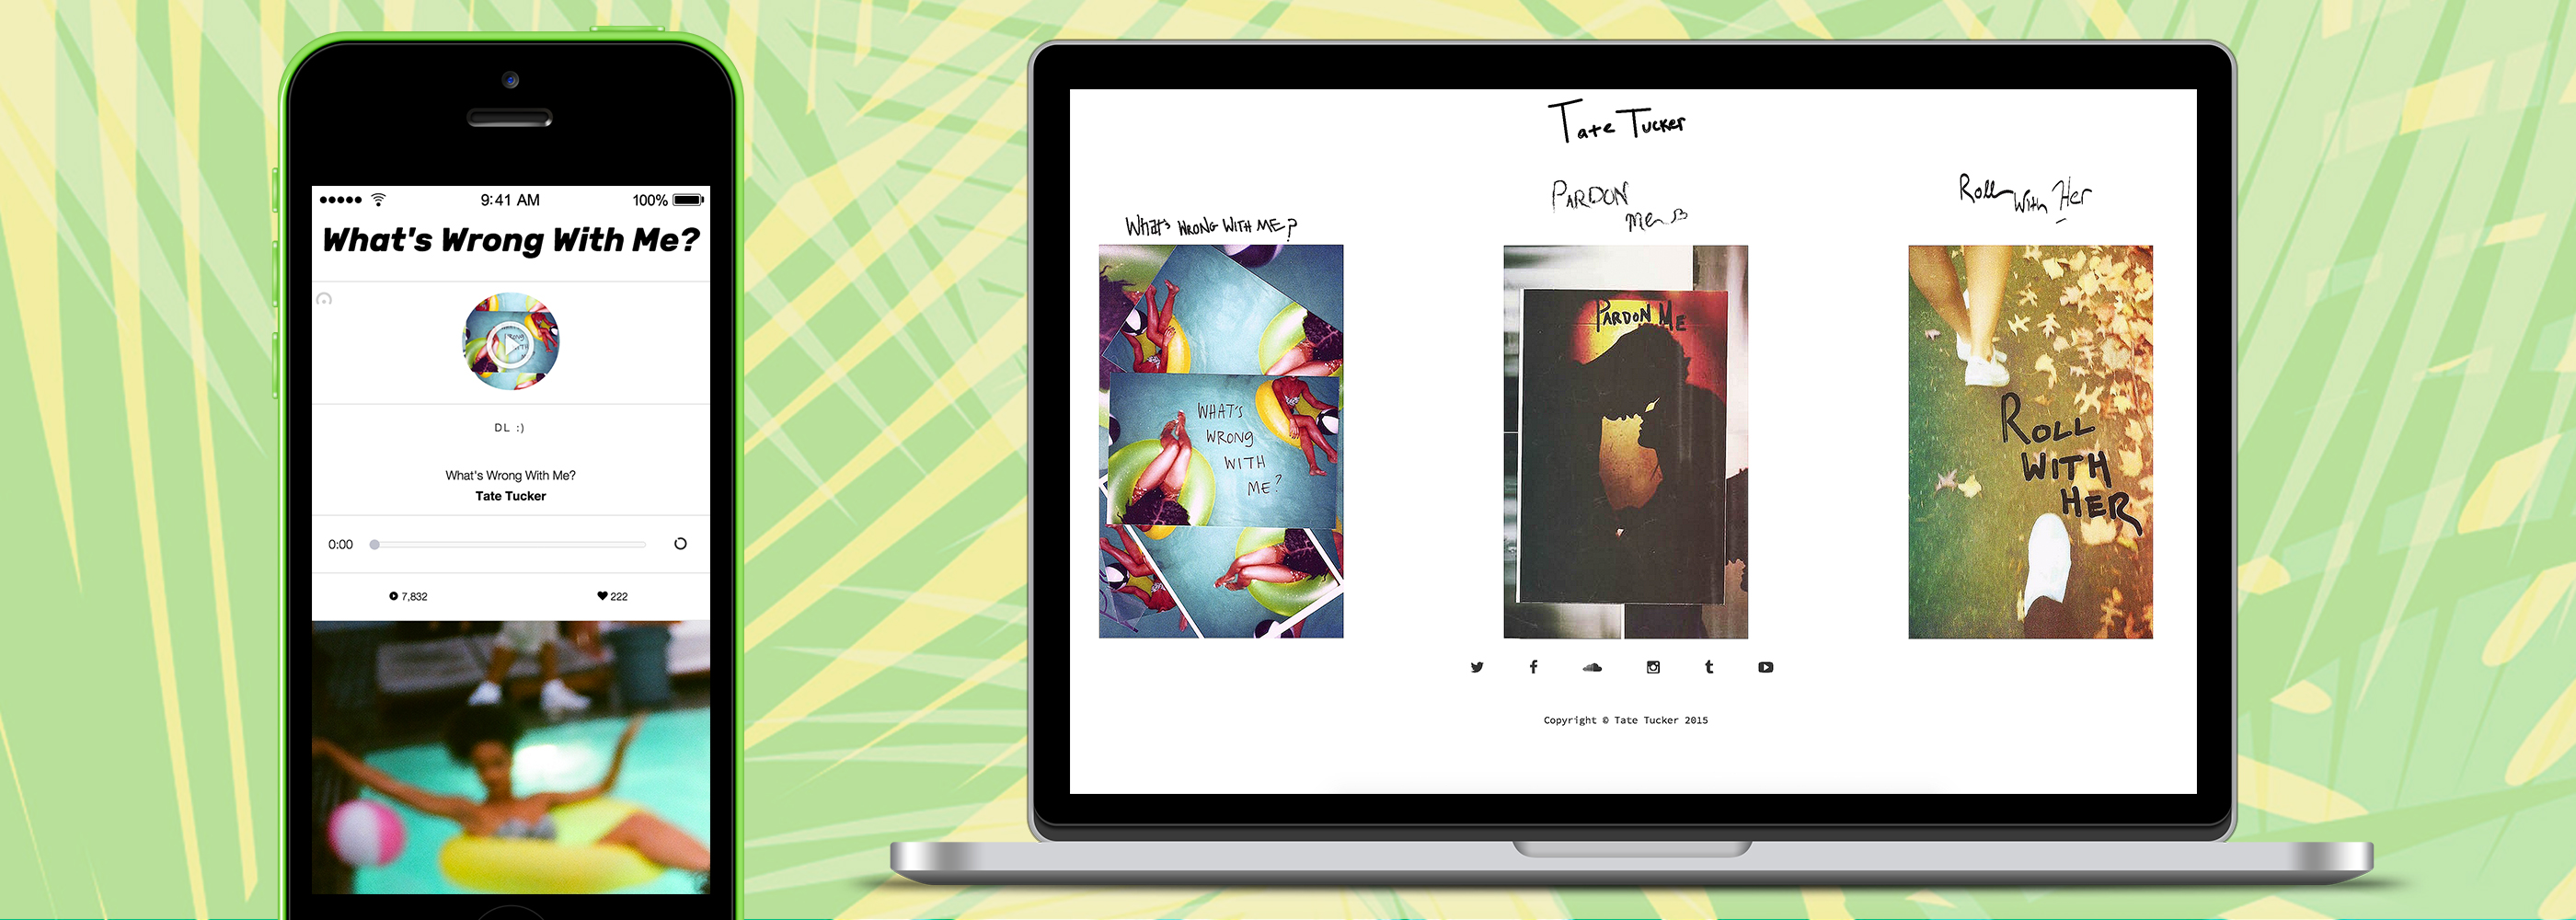 9:41 AM
100%
What's Wrong With Me?
DL :)
What's Wrong With Me?
Tate Tucker
0:00
7,832
222
Tate Tucker
WHAT'S WRONG WITH ME?
WHAT'S
WRONG
WITH
ME?
PARDON
ME
PARDON ME
Roll With Her
ROLL
WITH
HER
Copyright © Tate Tucker 2015